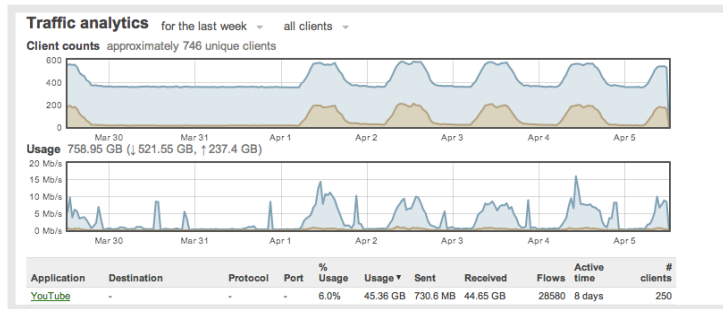 Traffic analytics for the last week all clients
Client counts approximately 746 unique clients
600
400
200
0
Mar 30 Mar 31 Apr 1 Apr 2 Apr 3 Apr 4 Apr 5
Usage 758.95 GB (↓521.55 GB, ↑237.4 GB)
20 Mb/s
15 Mb/s
10 Mb/s
5 Mb/s
0 Mb/s
Mar 30 Mar 31 Apr 1 Apr 2 Apr 3 Apr 4 Apr 5
Application Destination Protocol Port % Usage Usage▼ Sent Received Flows Active time # clients
YouTube - - - 6.0% 45.36 GB 730.6 MB 44.65 GB 28580 8 days 250